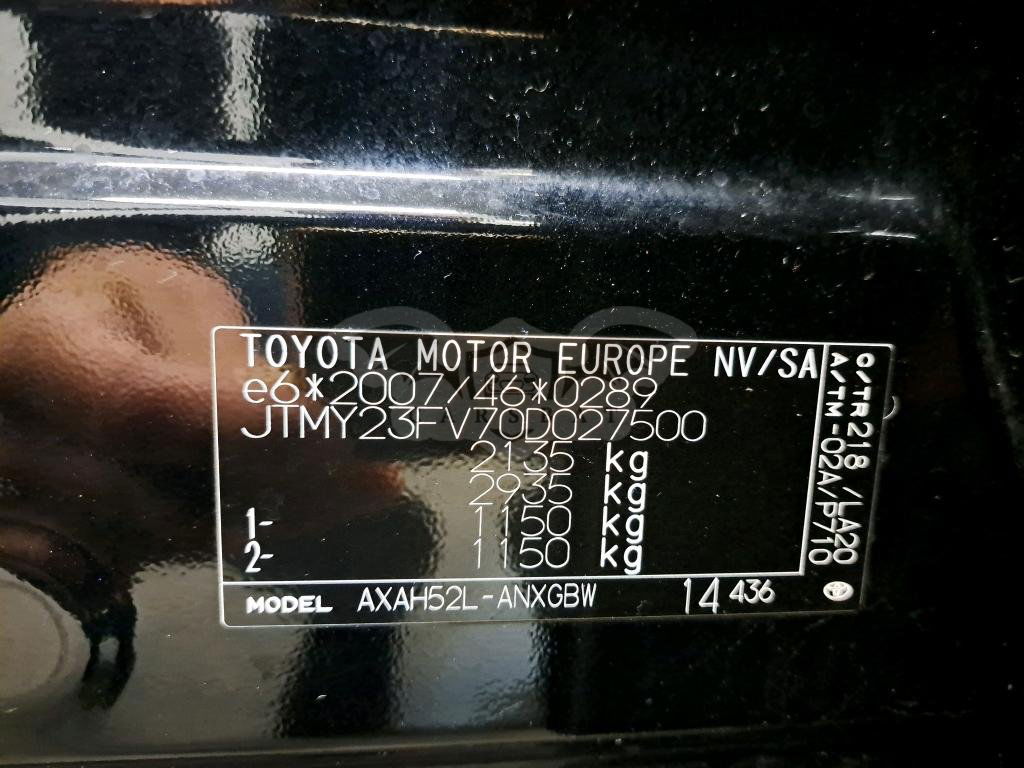 TOYOTA MOTOR EUROPE NV/SA
e6*2007/46*0289
JTMY23FV70D027500
2135 kg
2935 kg
1- 1150 kg
2- 1150 kg
MODEL AXAH52L-ANXGBW 14 436
C/TR218 /LA20
A/TM-02A/P710